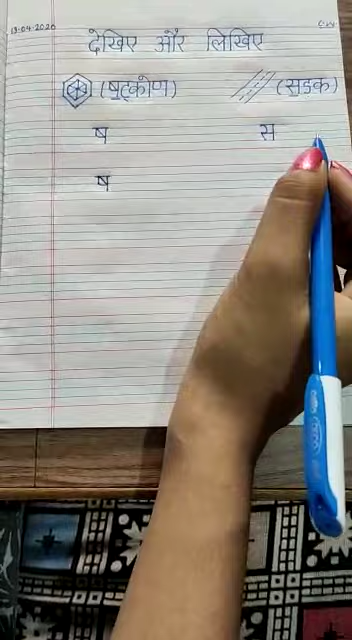 13-04-2020
देखिए और लिखिए
(षट्कोण) (सड़क)
ष स
ष